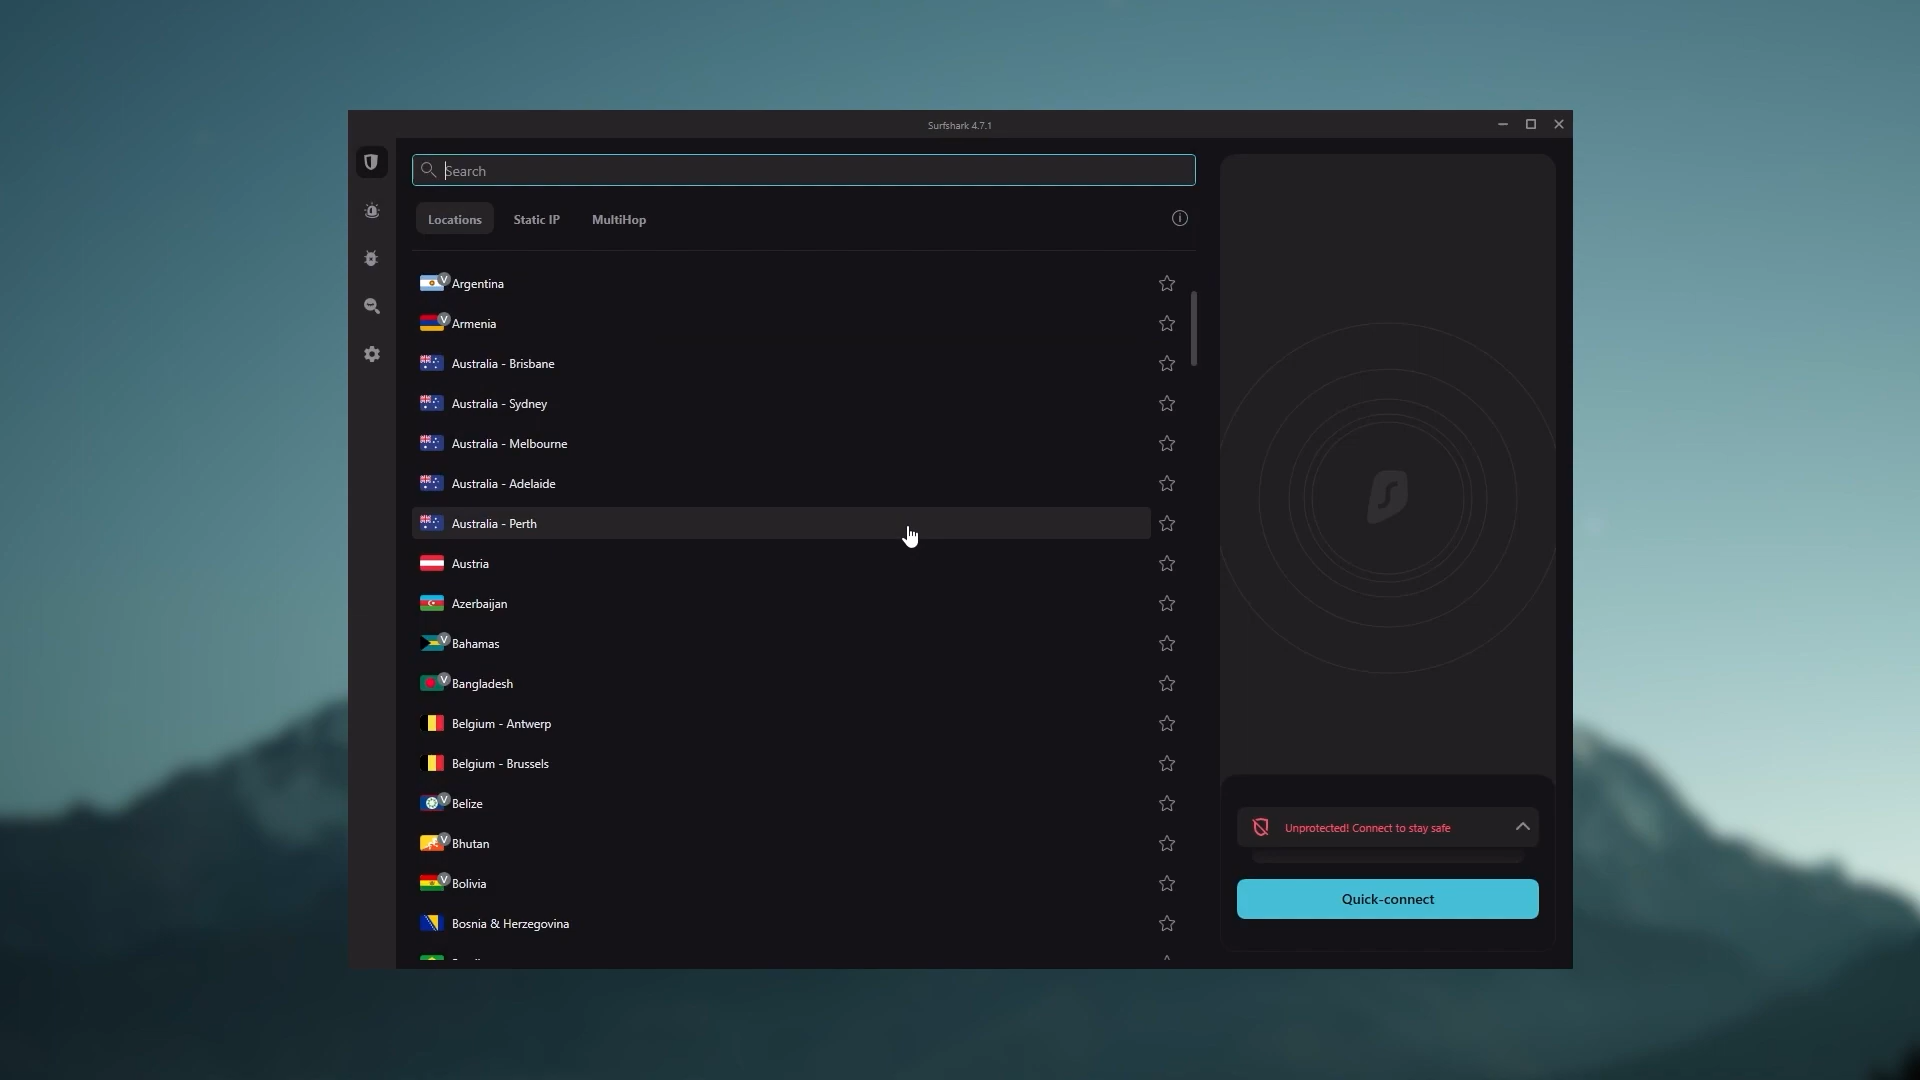 Surfshark 4.7.1
Search
Locations
Static IP
MultiHop
V Argentina
V Armenia
Australia - Brisbane
Australia - Sydney
Australia - Melbourne
Australia - Adelaide
Australia - Perth
Austria
Azerbaijan
V Bahamas
V Bangladesh
Belgium - Antwerp
Belgium - Brussels
V Belize
V Bhutan
V Bolivia
Bosnia & Herzegovina
Unprotected! Connect to stay safe
Quick-connect